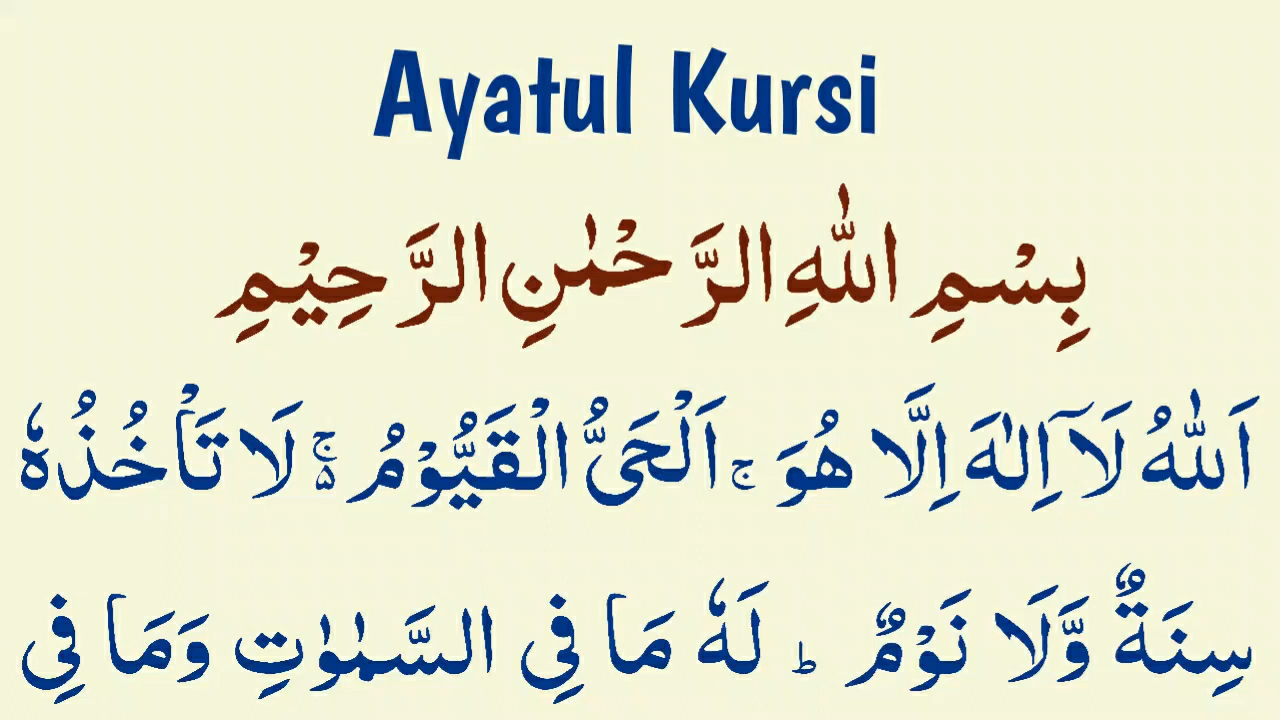 Ayatul Kursi
بِسْمِ اللّٰهِ الرَّحْمٰنِ الرَّحِيْمِ
اَللّٰهُ لَآ اِلٰهَ اِلَّا هُوَ ۚ اَلْحَىُّ الْقَيُّوْمُ ۬ۚ لَا تَاْخُذُهٗ
سِنَةٌ وَّلَا نَوْمٌ ؕ لَهٗ مَا فِى السَّمٰوٰتِ وَمَا فِى